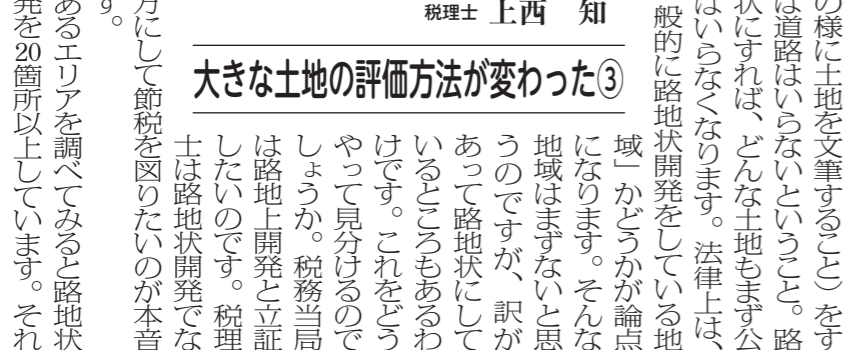 税理士 上西 知
大きな土地の評価方法が変わった③
の様に土地を文筆すること）をす
は道路はいらないということ。路
状にすれば、どんな土地もまず公
はいらなくなります。法律上は、
般的に路地状開発をしている地
域」かどうかが論点
になります。そんな
地域はまずないと思
うのですが、訳が
あって路地状にして
いるところもあるわ
けです。これをどう
やって見分けるので
しょうか。税務当局
は路地上開発と立証
したいのです。税理
士は路地状開発でな
方にして節税を図りたいのが本音
す。
あるエリアを調べてみると路地状
発を20箇所以上しています。それ